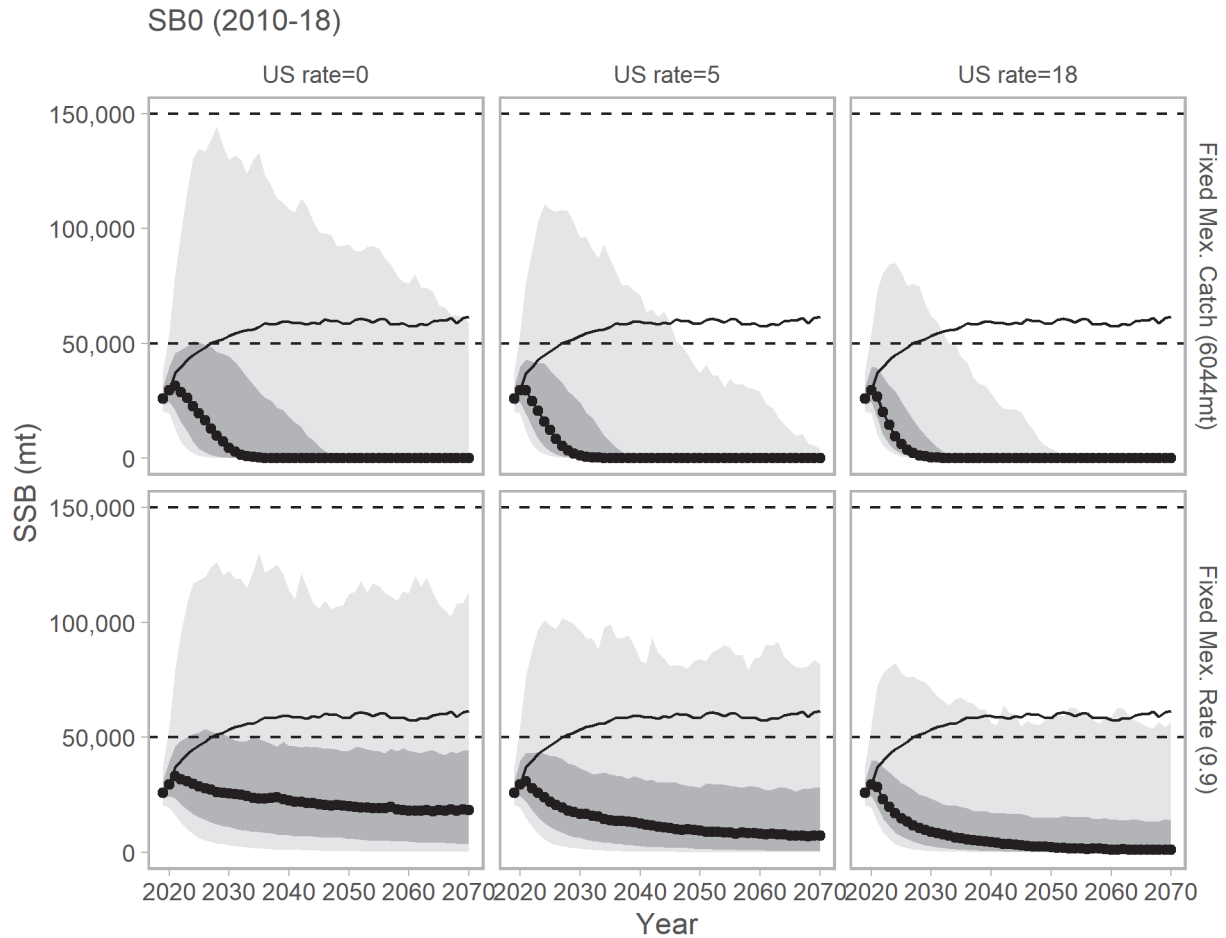 SB0 (2010-18)
US rate=0
US rate=5
US rate=18
150,000
100,000
50,000
0
Fixed Mex. Catch (6044mt)
SSB (mt)
150,000
100,000
50,000
0
Fixed Mex. Rate (9.9)
2020 2030 2040 2050 2060 2070
2020 2030 2040 2050 2060 2070
2020 2030 2040 2050 2060 2070
Year